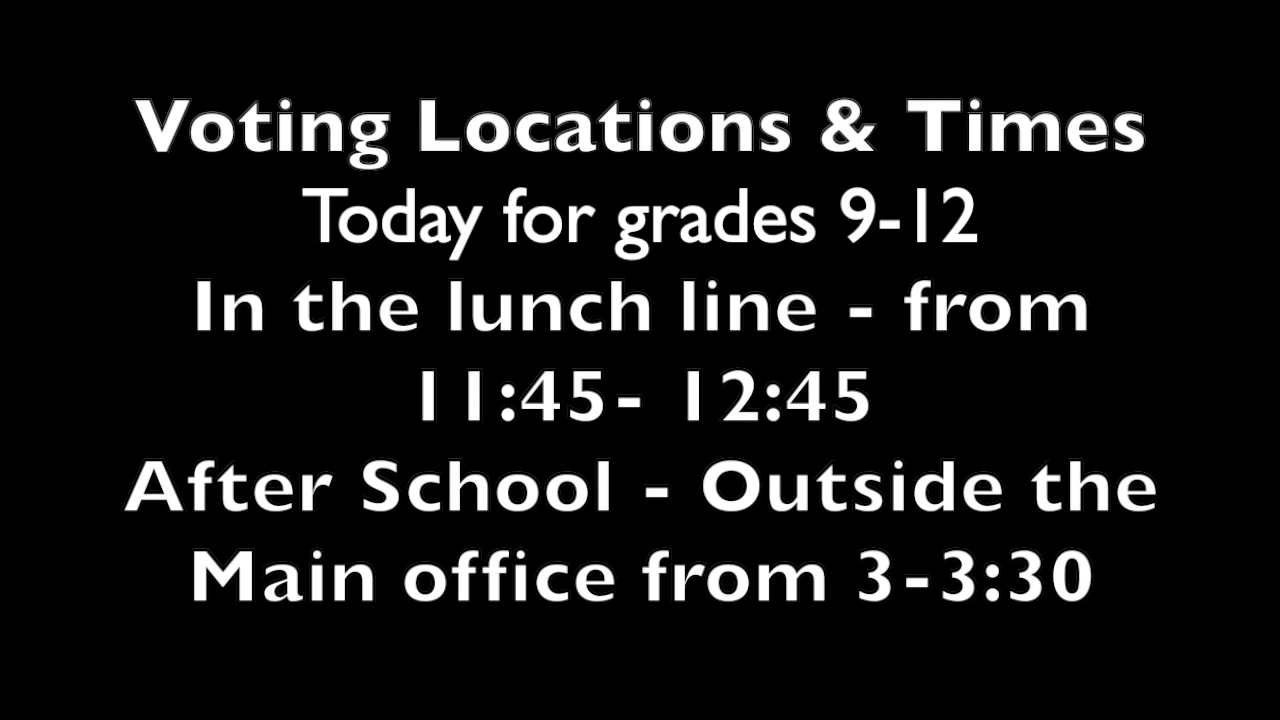 Voting Locations & Times
Today for grades 9-12
In the lunch line - from
11:45- 12:45
After School - Outside the
Main office from 3-3:30